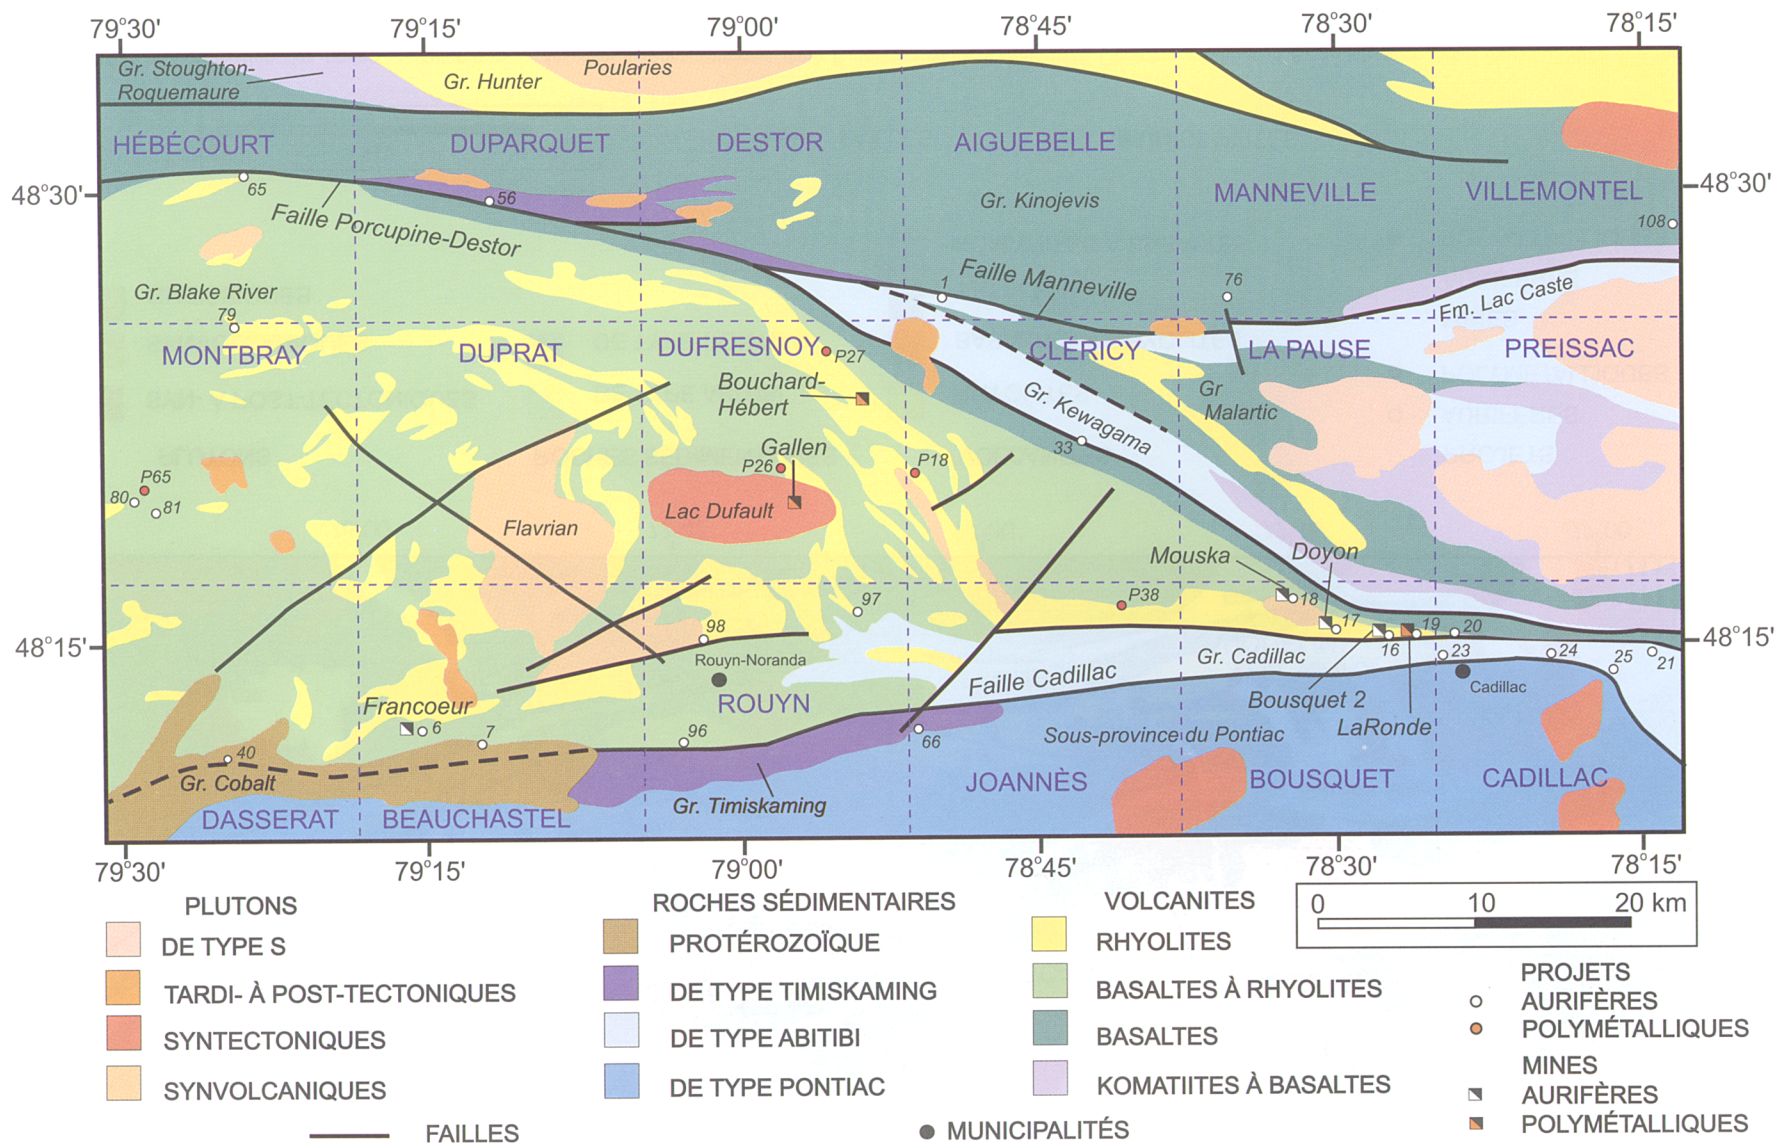 79°30'
79°15'
79°00'
78°45'
78°30'
78°15'
Gr. Stoughton-
Roquemaure
Gr. Hunter
Poularies
HÉBÉCOURT
DUPARQUET
DESTOR
AIGUEBELLE
MANNEVILLE
VILLEMONTEL
48°30'
48°30'
65
56
Gr. Kinojevis
108
Faille Porcupine-Destor
Faille Manneville
1
76
Gr. Blake River
79
Fm. Lac Caste
MONTBRAY
DUPRAT
DUFRESNOY
P27
CLÉRICY
LA PAUSE
PREISSAC
Bouchard-
Hébert
Gr. Kewagama
Gr
Malartic
33
Gallen
P65
P26
P18
80
81
Lac Dufault
Flavrian
Mouska
Doyon
P38
18
97
98
17
16
19
20
48°15'
48°15'
Rouyn-Noranda
Gr. Cadillac
23
24
25
21
Faille Cadillac
Cadillac
Bousquet 2
LaRonde
Francoeur
6
7
ROUYN
96
66
Sous-province du Pontiac
40
Gr. Cobalt
Gr. Timiskaming
JOANNÈS
BOUSQUET
CADILLAC
DASSERAT
BEAUCHASTEL
79°30'
79°15'
79°00'
78°45'
78°30'
78°15'
PLUTONS
DE TYPE S
TARDI- À POST-TECTONIQUES
SYNTECTONIQUES
SYNVOLCANIQUES
ROCHES SÉDIMENTAIRES
PROTÉROZOÏQUE
DE TYPE TIMISKAMING
DE TYPE ABITIBI
DE TYPE PONTIAC
VOLCANITES
RHYOLITES
BASALTES À RHYOLITES
BASALTES
KOMATIITES À BASALTES
0 10 20 km
PROJETS
AURIFÈRES
POLYMÉTALLIQUES
MINES
AURIFÈRES
POLYMÉTALLIQUES
FAILLES
MUNICIPALITÉS